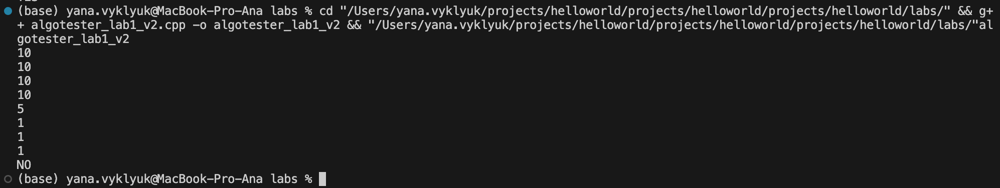 (base) yana.vyklyuk@MacBook-Pro-Ana labs % cd "/Users/yana.vyklyuk/projects/helloworld/projects/helloworld/projects/helloworld/labs/" && g+
+ algotester_lab1_v2.cpp -o algotester_lab1_v2 && "/Users/yana.vyklyuk/projects/helloworld/projects/helloworld/projects/helloworld/labs/"al
gotester_lab1_v2
10
10
10
10
5
1
1
1
NO
(base) yana.vyklyuk@MacBook-Pro-Ana labs %